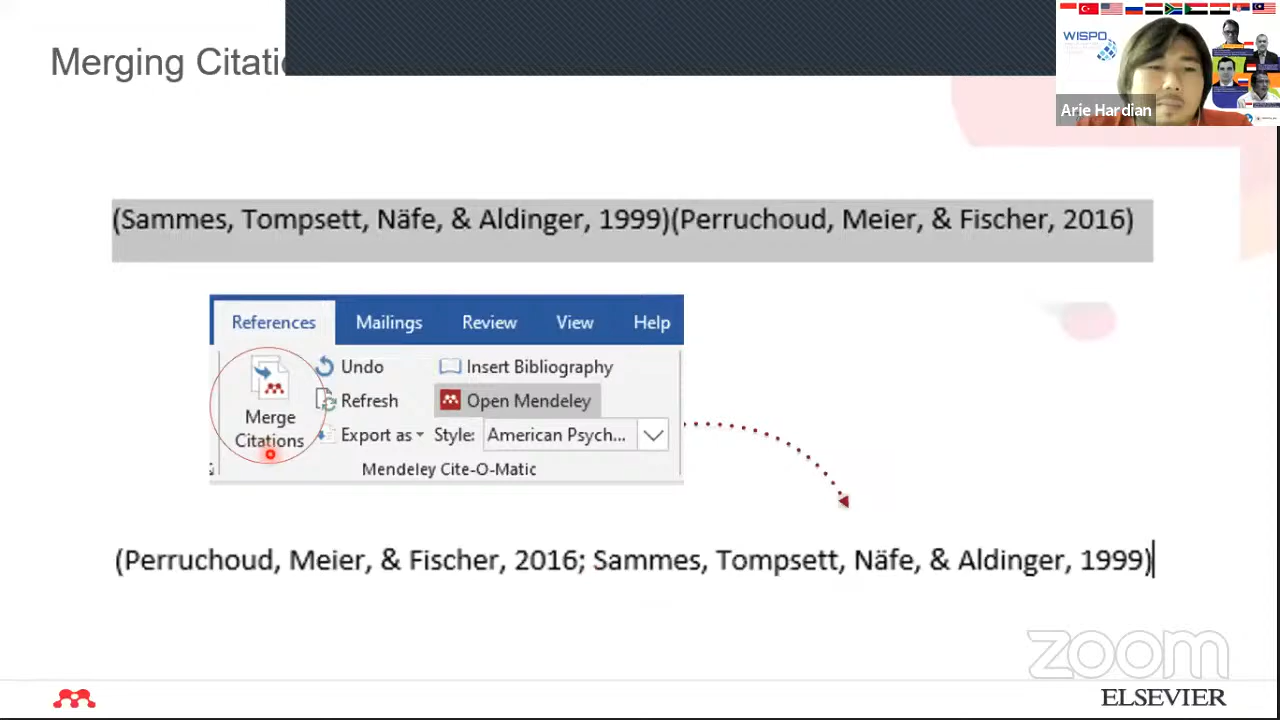 Merging Citatio
WISPO
Arie Hardian
(Sammes, Tompsett, Näfe, & Aldinger, 1999)(Perruchoud, Meier, & Fischer, 2016)
References Mailings Review View Help
Undo Insert Bibliography
Merge Refresh Open Mendeley
Citations Export as Style: American Psych...
Mendeley Cite-O-Matic
(Perruchoud, Meier, & Fischer, 2016; Sammes, Tompsett, Näfe, & Aldinger, 1999)
zoom
ELSEVIER